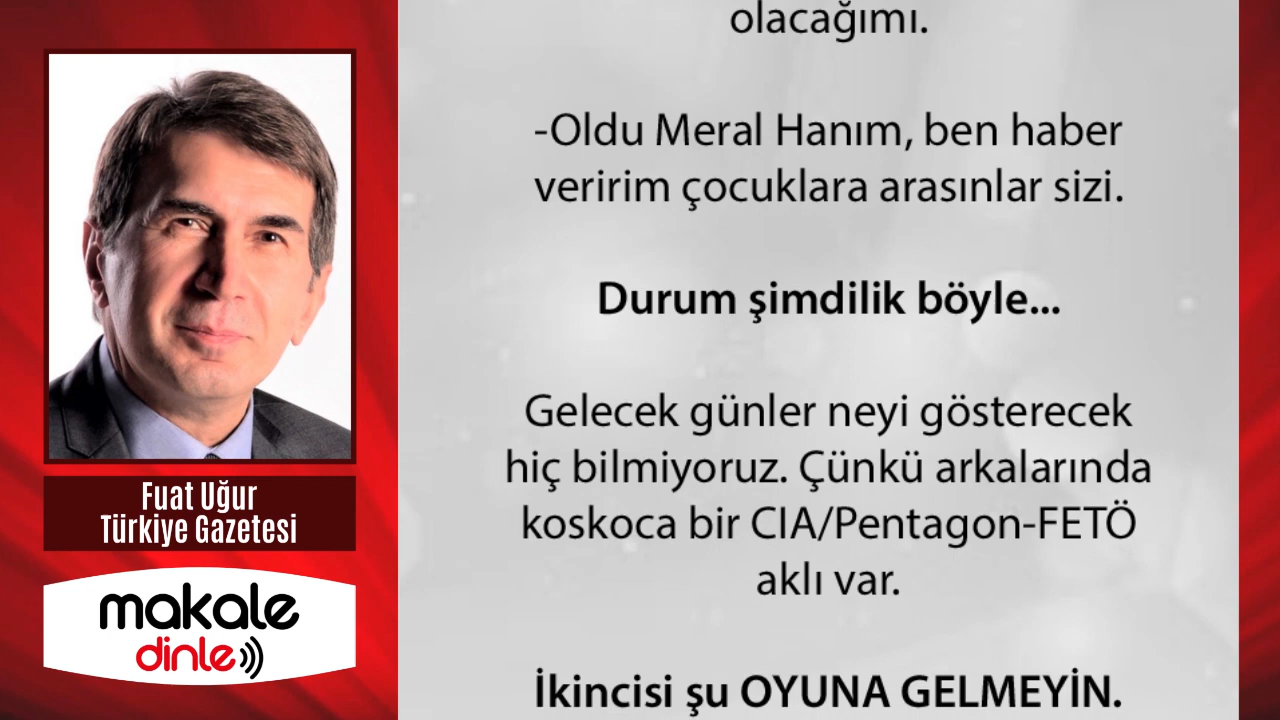 olacağımı.
-Oldu Meral Hanım, ben haber
veririm çocuklara arasınlar sizi.
Durum şimdilik böyle...
Gelecek günler neyi gösterecek
hiç bilmiyoruz. Çünkü arkalarında
koskoca bir CIA/Pentagon-FETÖ
aklı var.
İkincisi şu OYUNA GELMEYİN.
Fuat Uğur
Türkiye Gazetesi
makale
dinle